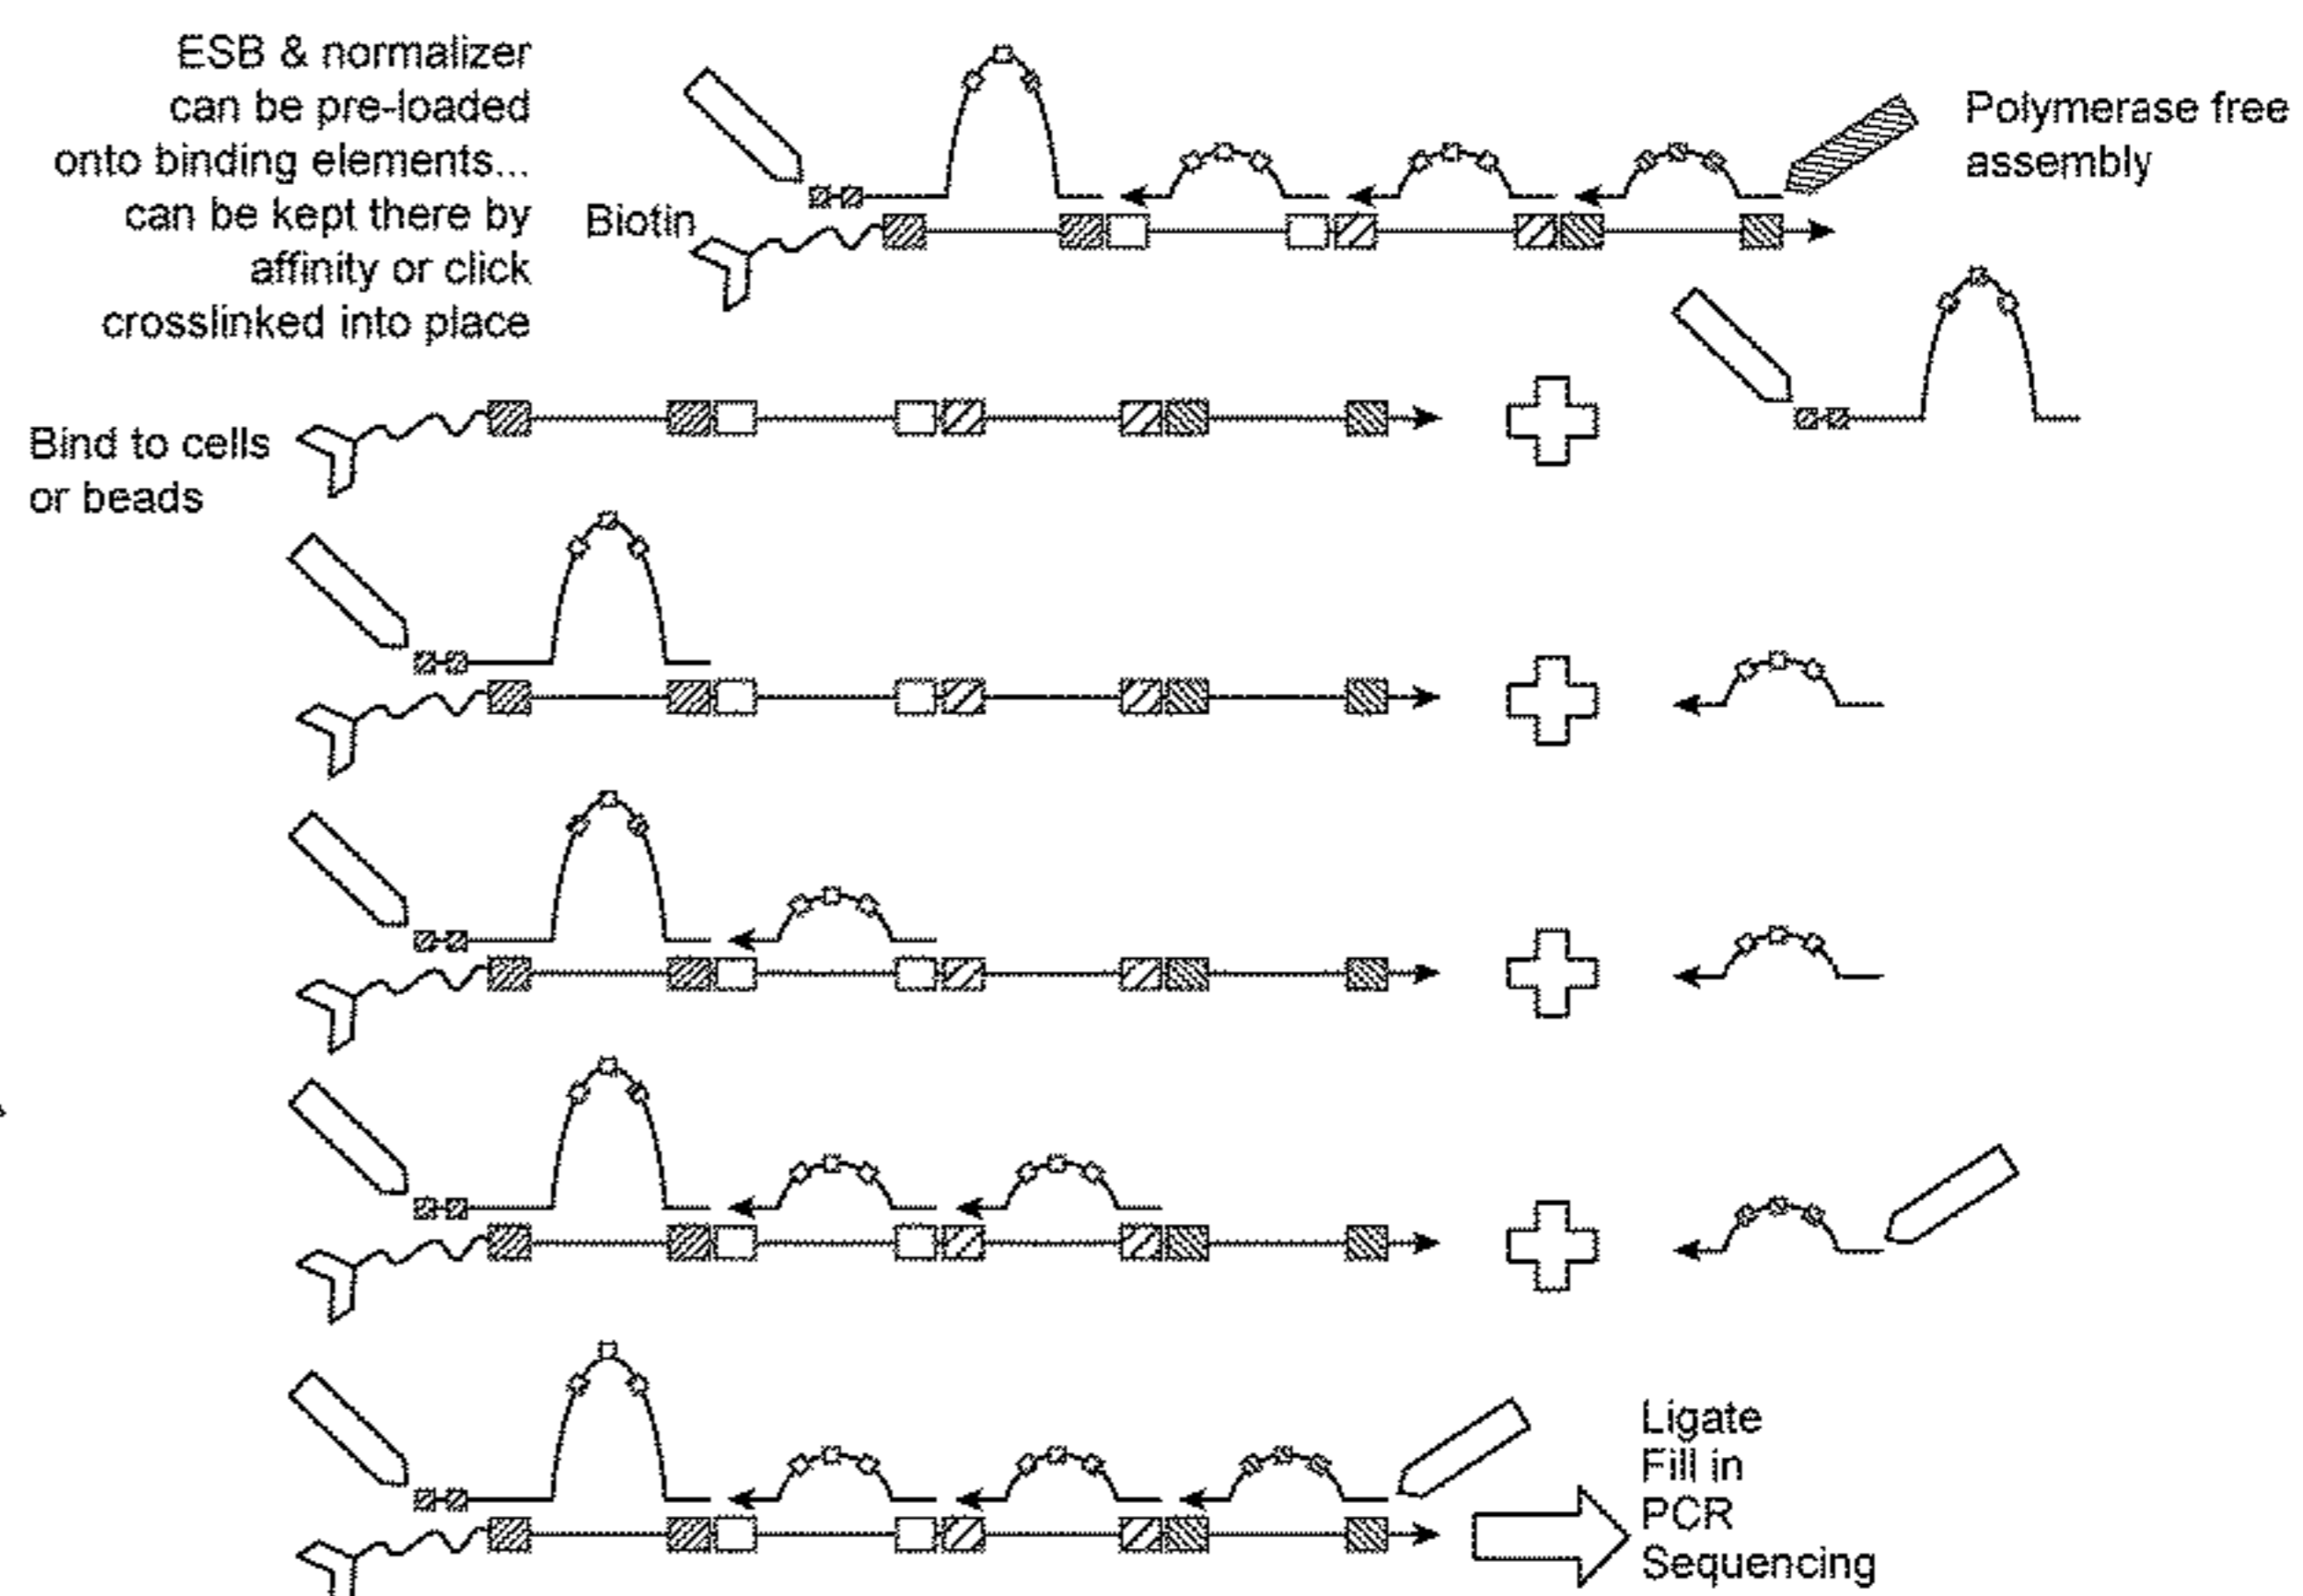 ESB & normalizer
can be pre-loaded
onto binding elements...
can be kept there by
affinity or click
crosslinked into place
Biotin
Polymerase free
assembly
Bind to cells
or beads
Ligate
Fill in
PCR
Sequencing